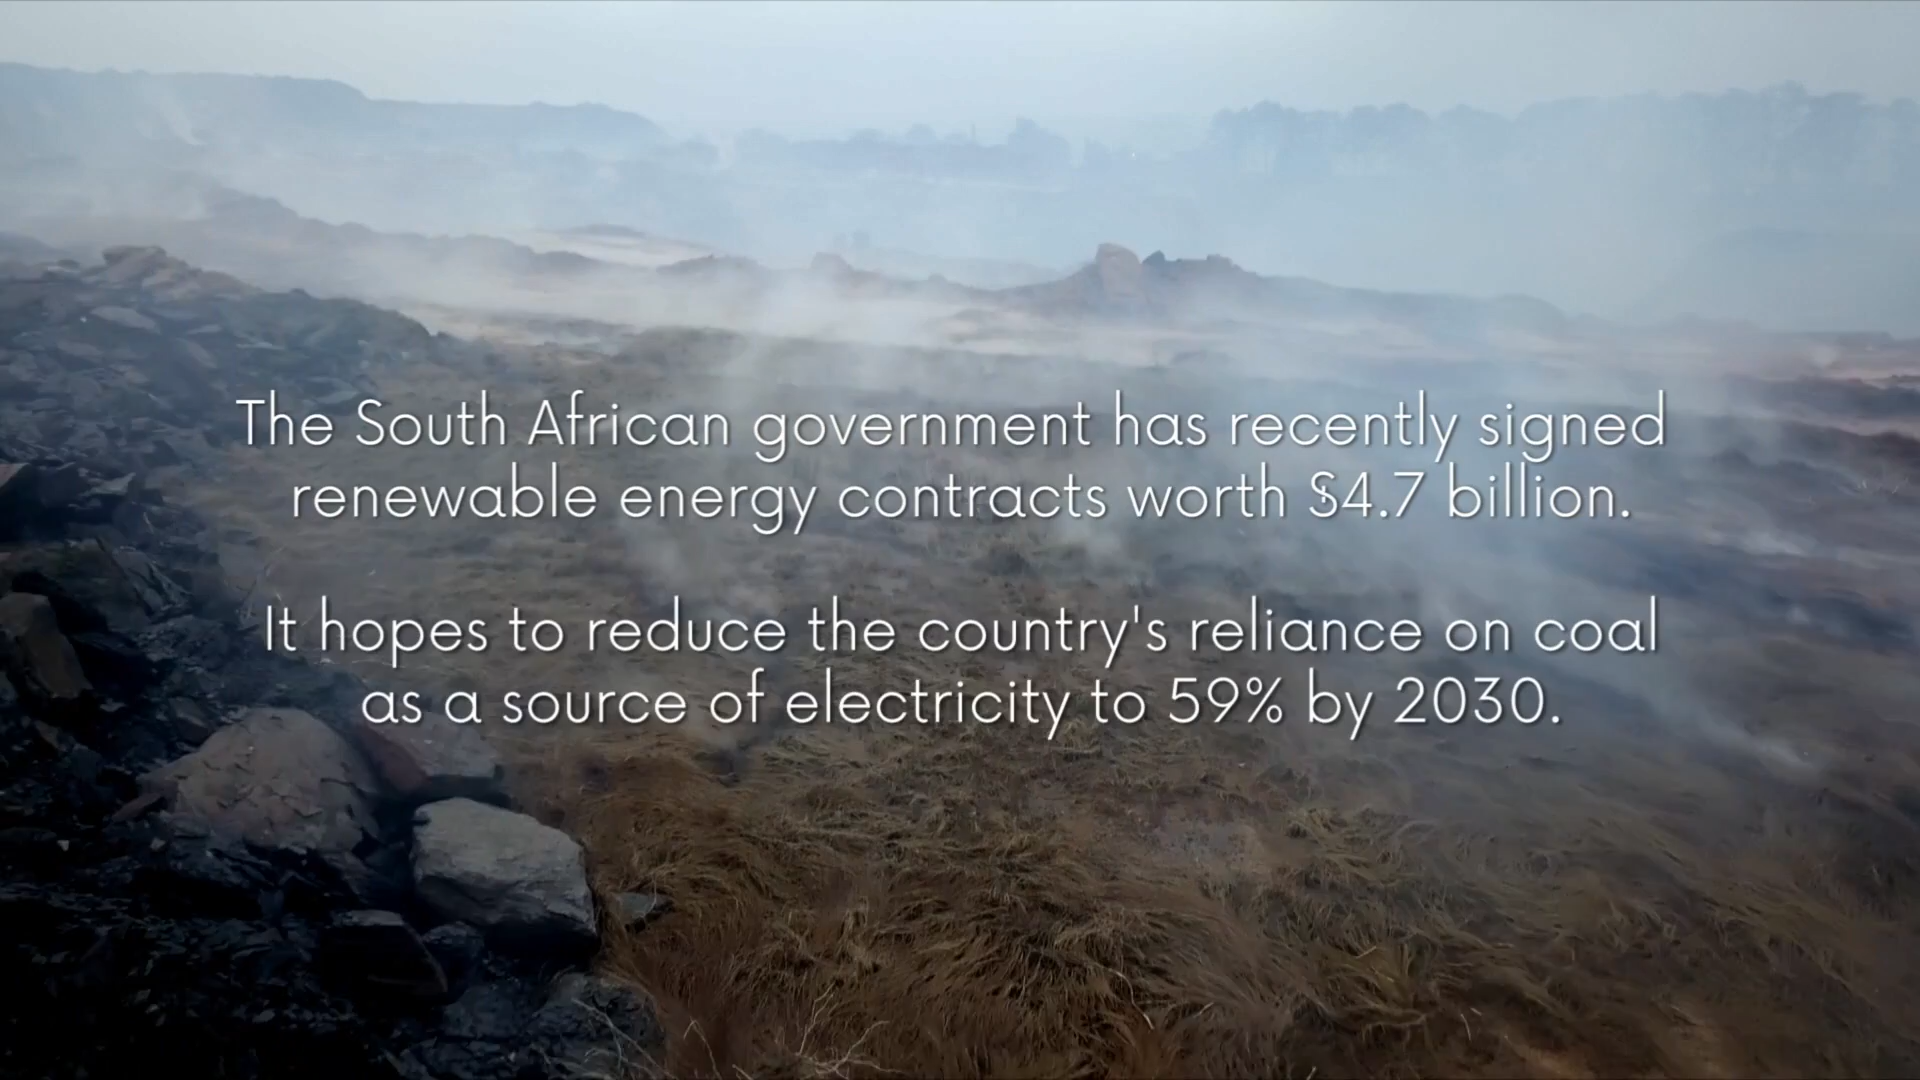 The South African government has recently signed
renewable energy contracts worth $4.7 billion.
It hopes to reduce the country's reliance on coal
as a source of electricity to 59% by 2030.